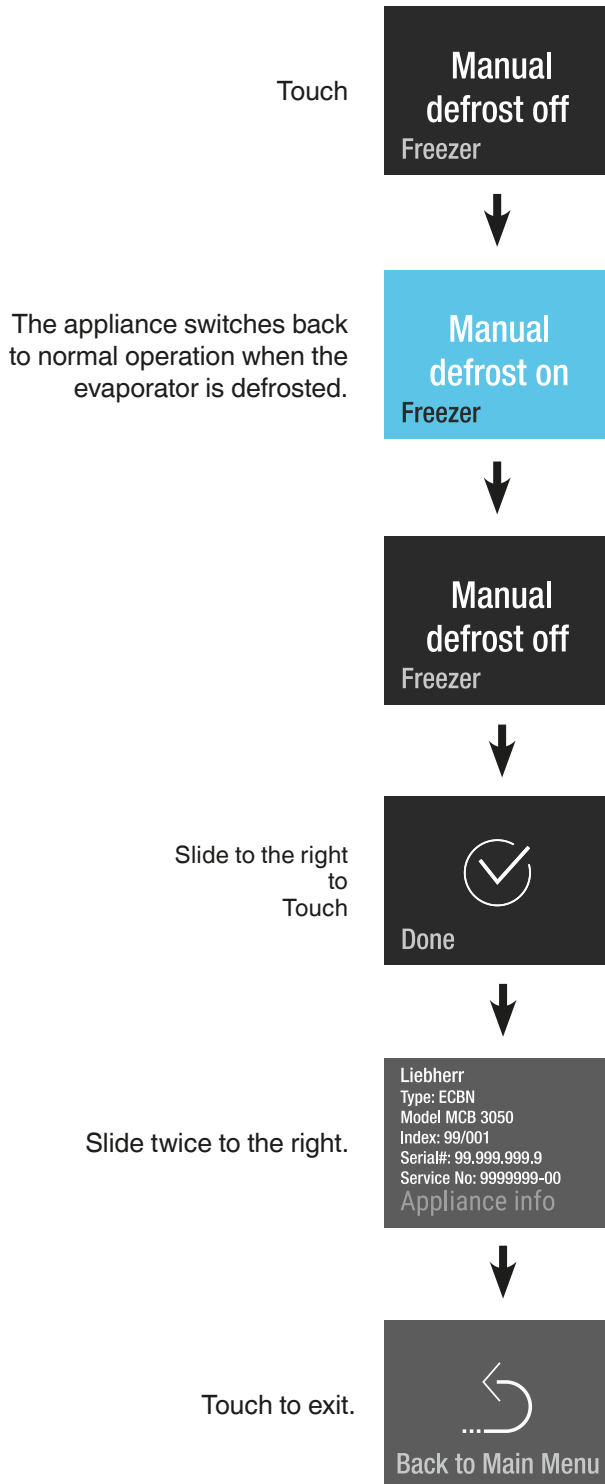 Touch
Manual
defrost off
Freezer
The appliance switches back
to normal operation when the
evaporator is defrosted.
Manual
defrost on
Freezer
Manual
defrost off
Freezer
Slide to the right
to
Touch
Done
Slide twice to the right.
Liebherr
Type: ECBN
Model MCB 3050
Index: 99/001
Serial#: 99.999.999.9
Service No: 9999999-00
Appliance info
Touch to exit.
Back to Main Menu